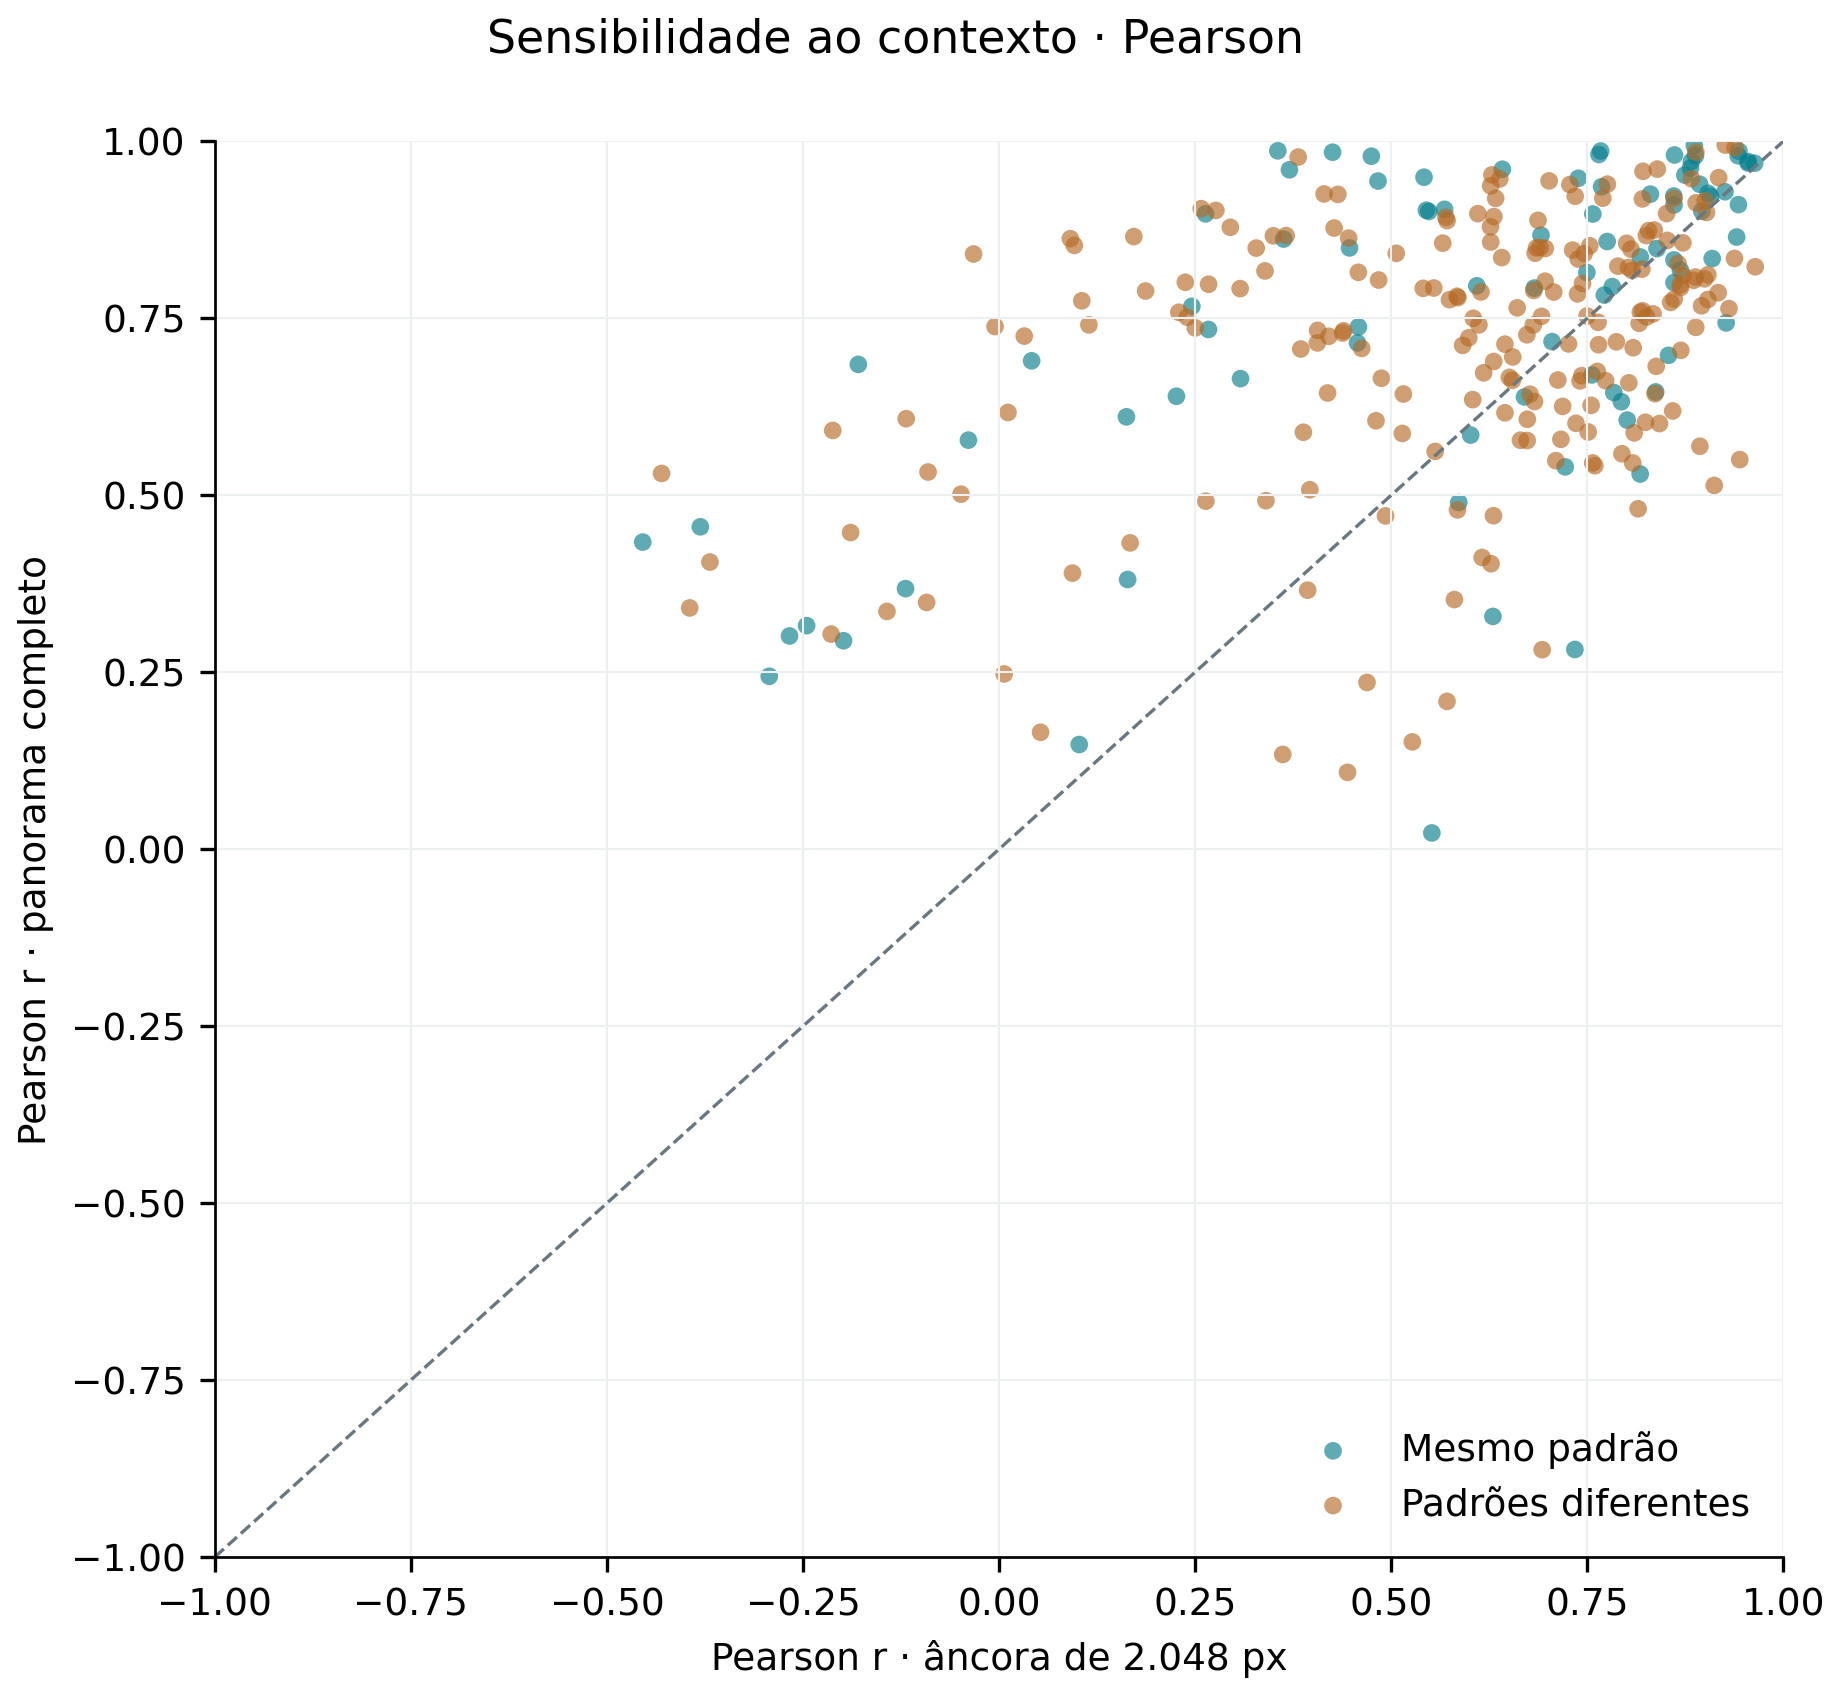 Sensibilidade ao contexto · Pearson
Pearson r · panorama completo
1.00
0.75
0.50
0.25
0.00
−0.25
−0.50
−0.75
−1.00
Mesmo padrão
Padrões diferentes
−1.00 −0.75 −0.50 −0.25 0.00 0.25 0.50 0.75 1.00
Pearson r · âncora de 2.048 px